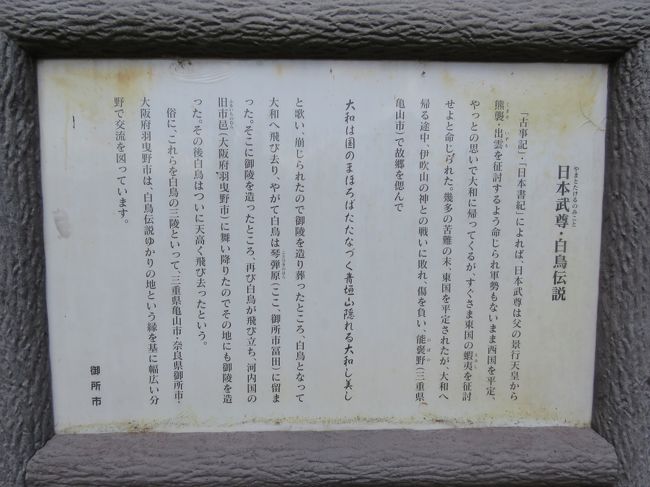 日本武尊・白鳥伝説
「古事記」・「日本書紀」によれば、日本武尊は父の景行天皇から
熊襲・出雲を征討するよう命じられ軍勢もないまま西国を平定、
やっとの思いで大和に帰ってくるが、すぐさま東国の蝦夷を征討
せよと命じられた。幾多の苦難の末、東国を平定されたが、大和へ
帰る途中、伊吹山の神との戦いに敗れ、傷を負い、能褒野(三重県
亀山市)で故郷を偲んで
大和は国のまほろばたたなづく青垣山隠れる大和し美し
と歌い、崩じられたので御陵を造り葬ったところ、白鳥となって
大和へ飛び去り、やがて白鳥は琴弾原(ここ、御所市冨田)に留ま
った。そこに御陵を造ったところ、再び白鳥が飛び立ち、河内国の
旧市邑(大阪府羽曳野市)に舞い降りたのでその地にも御陵を造
った。その後白鳥はついに天高く飛び去ったという。
俗に、これらを白鳥の三陵といって、三重県亀山市・奈良県御所市・
大阪府羽曳野市は、白鳥伝説ゆかりの地という縁を基に幅広い分
野で交流を図っています。
御所市